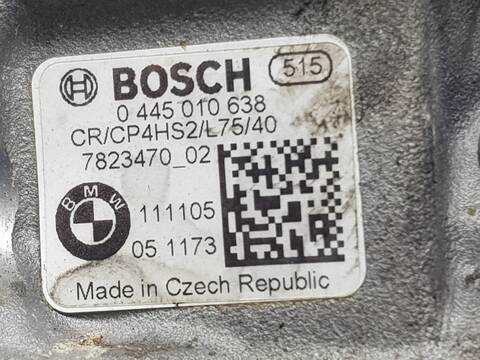 BOSCH 515
0 445 010 638
CR/CP4HS2/L75/40
7823470_02
BMW 111105
05 1173
Made in Czech Republic